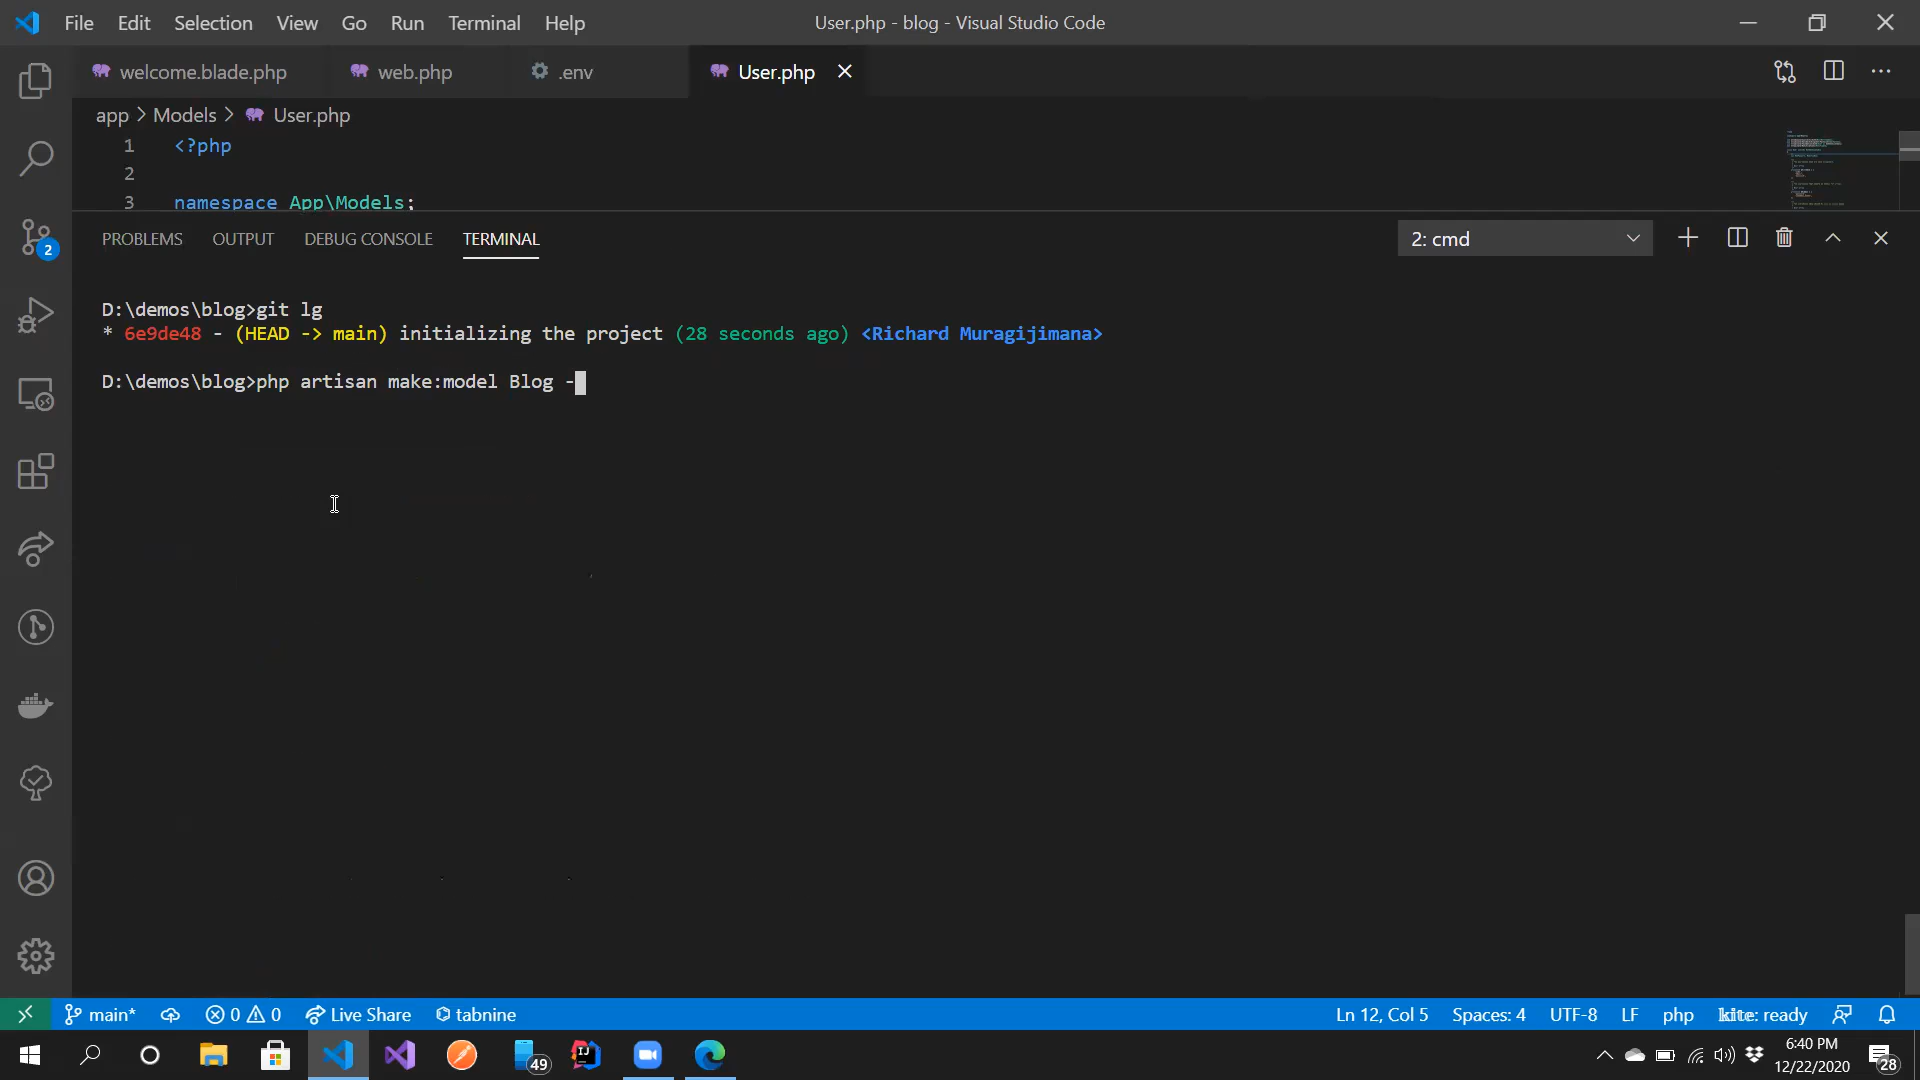 File Edit Selection View Go Run Terminal Help
User.php - blog - Visual Studio Code
welcome.blade.php web.php .env User.php
app > Models > User.php
1 <?php
2
3 namespace App\Models;
PROBLEMS OUTPUT DEBUG CONSOLE TERMINAL
2: cmd
D:\demos\blog>git lg
* 6e9de48 - (HEAD -> main) initializing the project (28 seconds ago) <Richard Muragijimana>
D:\demos\blog>php artisan make:model Blog -
2
main* 0 0 Live Share tabnine
Ln 12, Col 5 Spaces: 4 UTF-8 LF php kite: ready
49
6:40 PM
12/22/2020
28